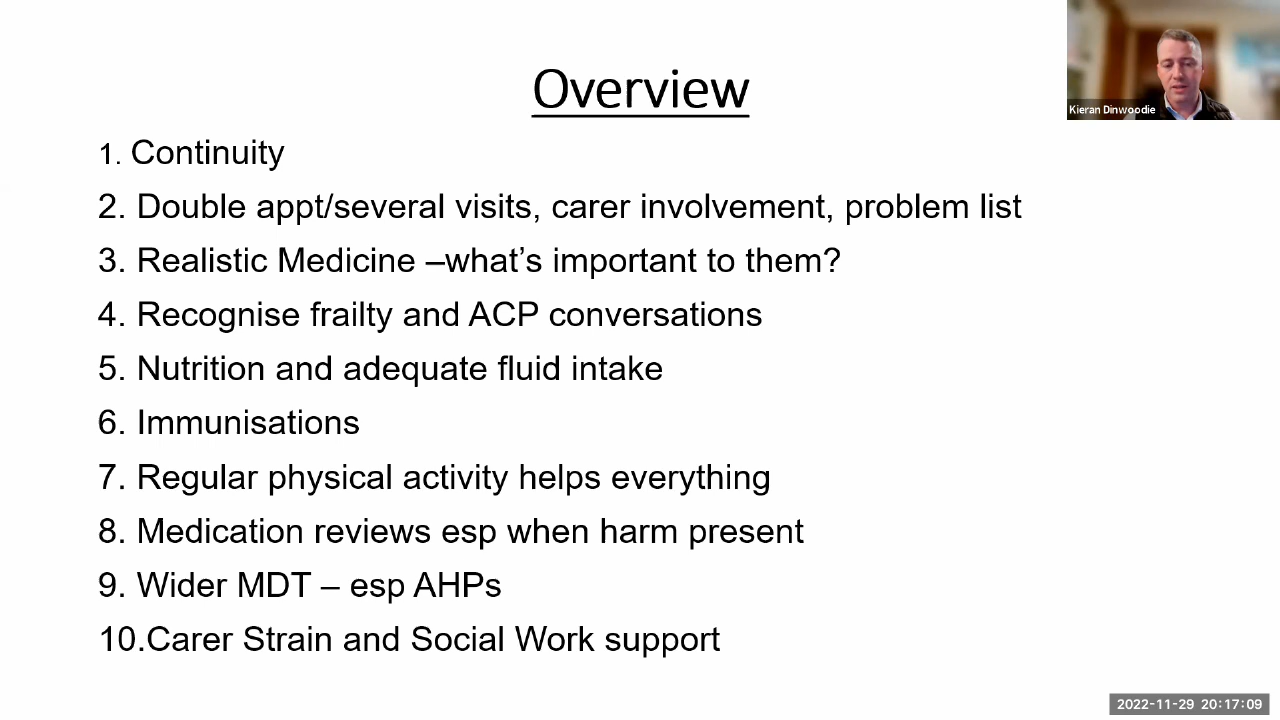 Overview
Kieran Dinwoodie
1. Continuity
2. Double appt/several visits, carer involvement, problem list
3. Realistic Medicine –what’s important to them?
4. Recognise frailty and ACP conversations
5. Nutrition and adequate fluid intake
6. Immunisations
7. Regular physical activity helps everything
8. Medication reviews esp when harm present
9. Wider MDT – esp AHPs
10.Carer Strain and Social Work support
2022-11-29 20:17:09